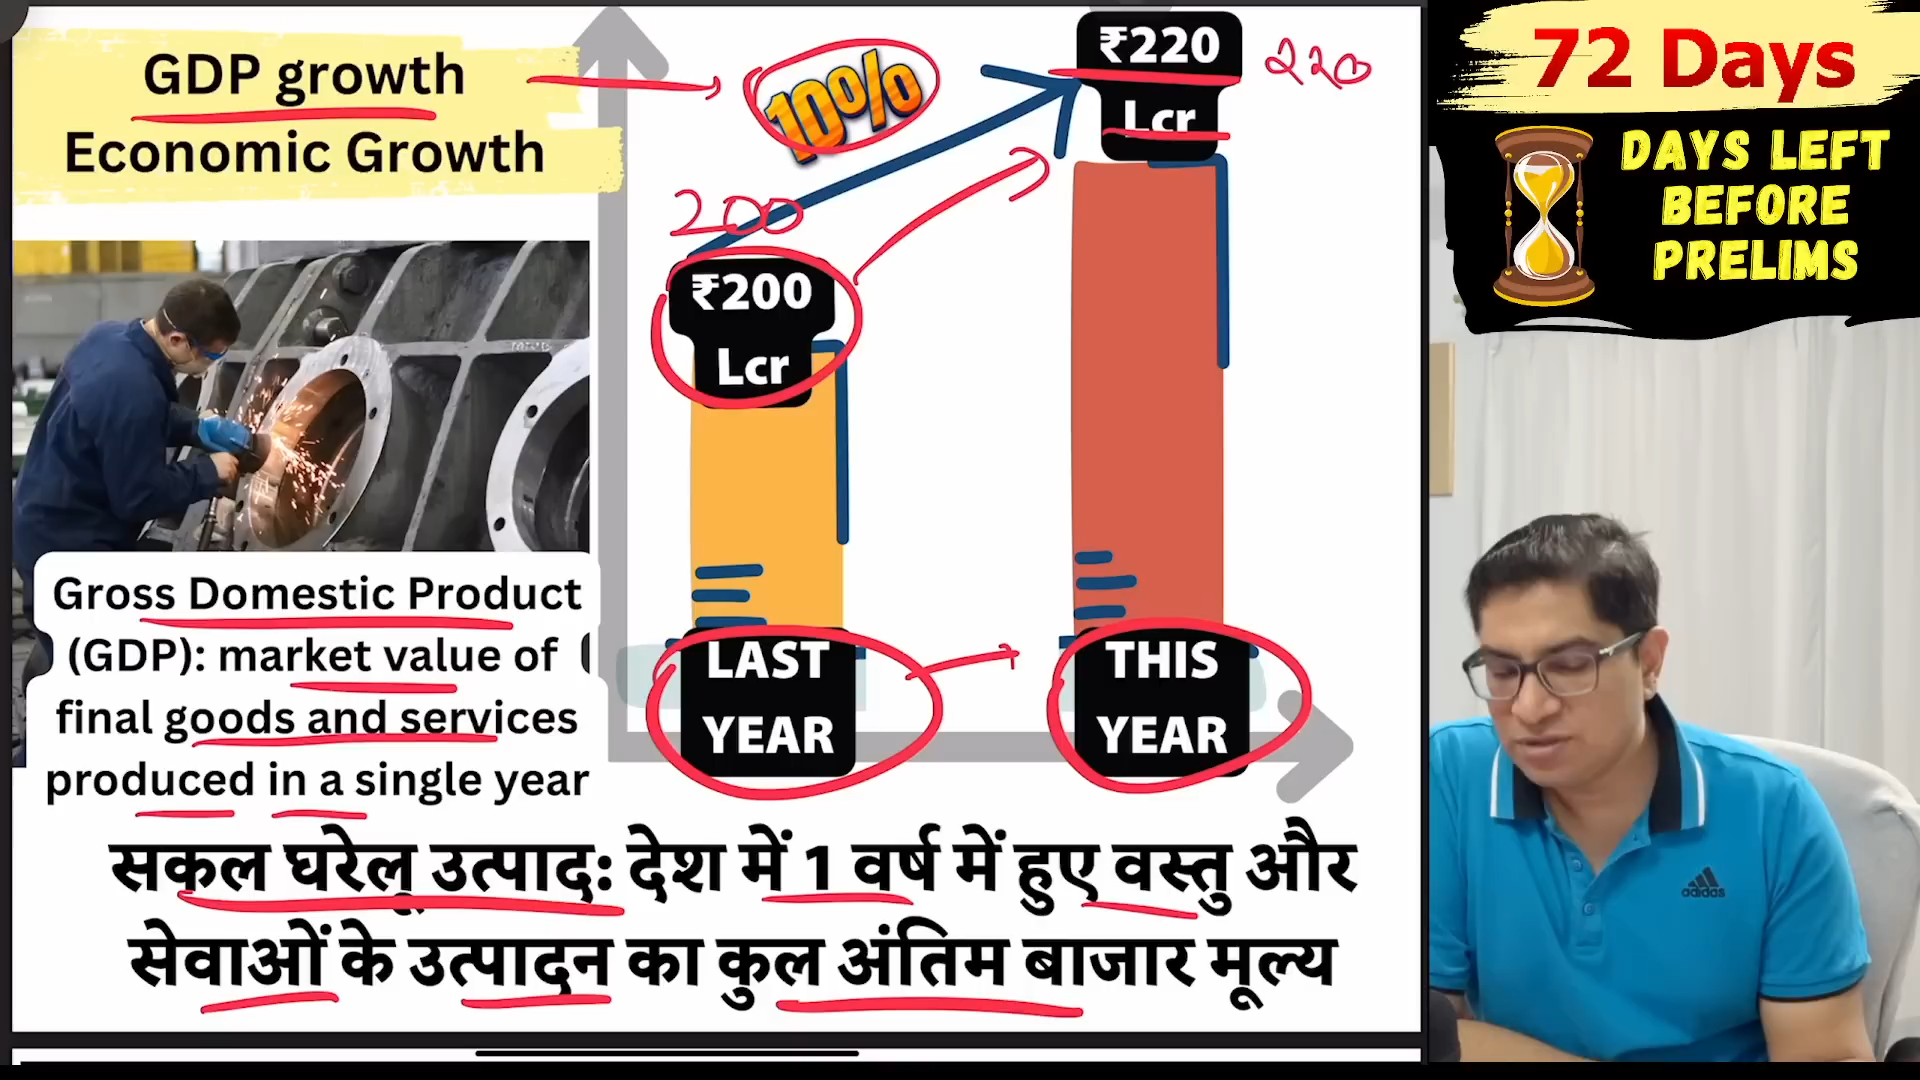 GDP growth
Economic Growth
10%
₹220
Lcr
220
200
₹200
Lcr
Gross Domestic Product
(GDP): market value of
final goods and services
produced in a single year
LAST
YEAR
THIS
YEAR
सकल घरेलू उत्पाद: देश में 1 वर्ष में हुए वस्तु और
सेवाओं के उत्पादन का कुल अंतिम बाजार मूल्य
72 Days
DAYS LEFT
BEFORE
PRELIMS
adidas